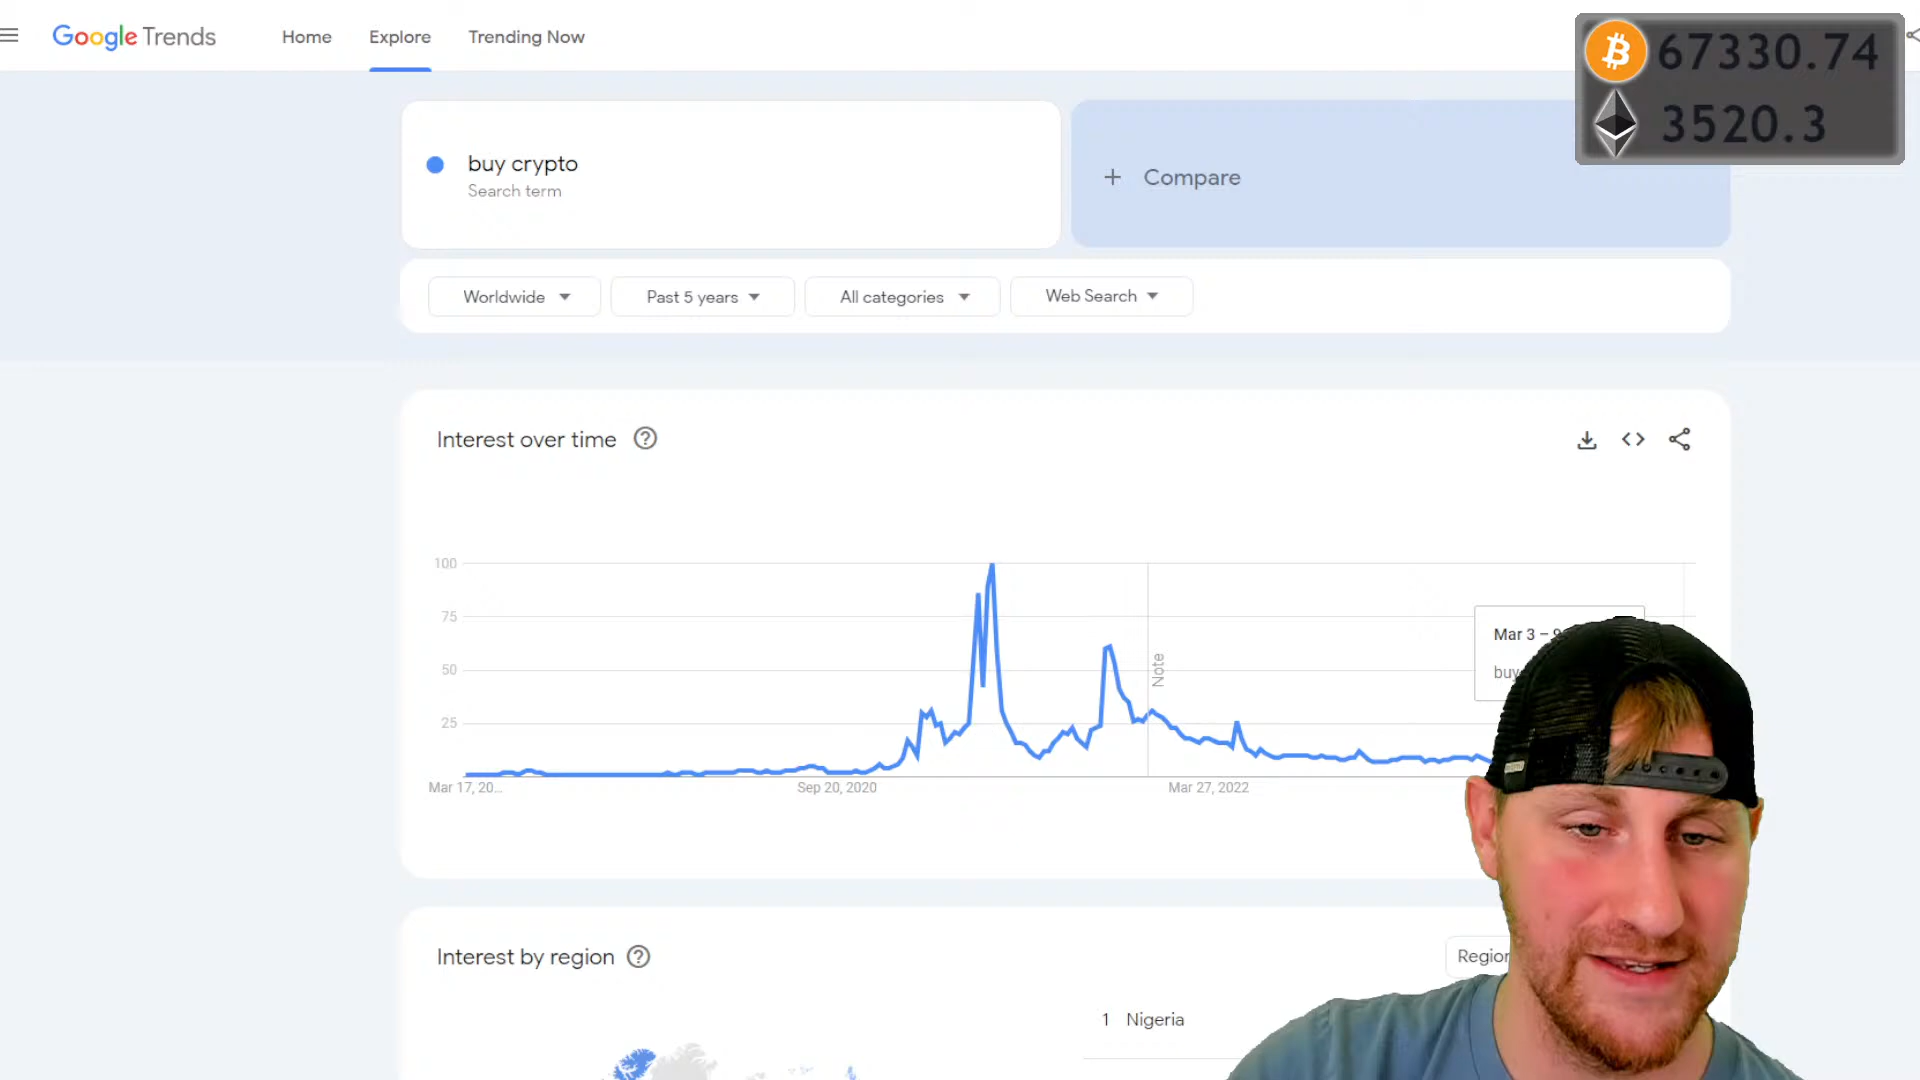 Google Trends
Home
Explore
Trending Now
67330.74
3520.3
buy crypto
Search term
+ Compare
Worldwide
Past 5 years
All categories
Web Search
Interest over time
100
75
50
25
Note
Mar 3 –
buy
Mar 17, 20...
Sep 20, 2020
Mar 27, 2022
Interest by region
Region
1 Nigeria